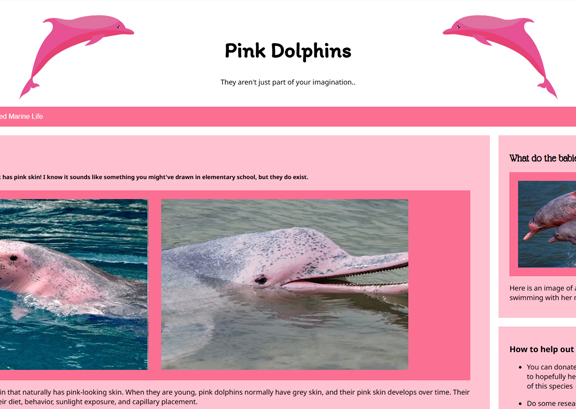 Pink Dolphins
They aren't just part of your imagination..
ed Marine Life
has pink skin! I know it sounds like something you might've drawn in elementary school, but they do exist.
in that naturally has pink-looking skin. When they are young, pink dolphins normally have grey skin, and their pink skin develops over time. Their
eir diet, behavior, sunlight exposure, and capillary placement.
What do the babie
Here is an image of a
swimming with her
How to help out
• You can donate
to hopefully he
of this species
• Do some resea